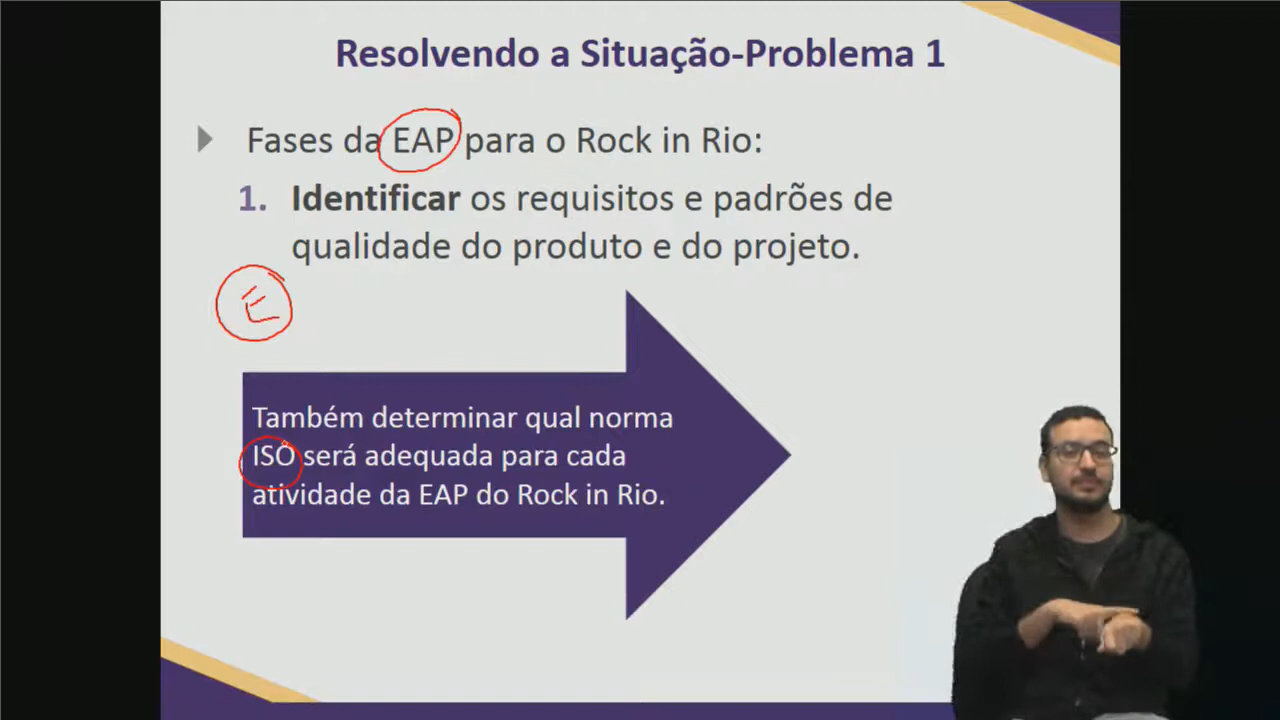 Resolvendo a Situação-Problema 1
Fases da EAP para o Rock in Rio:
1. Identificar os requisitos e padrões de
qualidade do produto e do projeto.
E
Também determinar qual norma
ISO será adequada para cada
atividade da EAP do Rock in Rio.